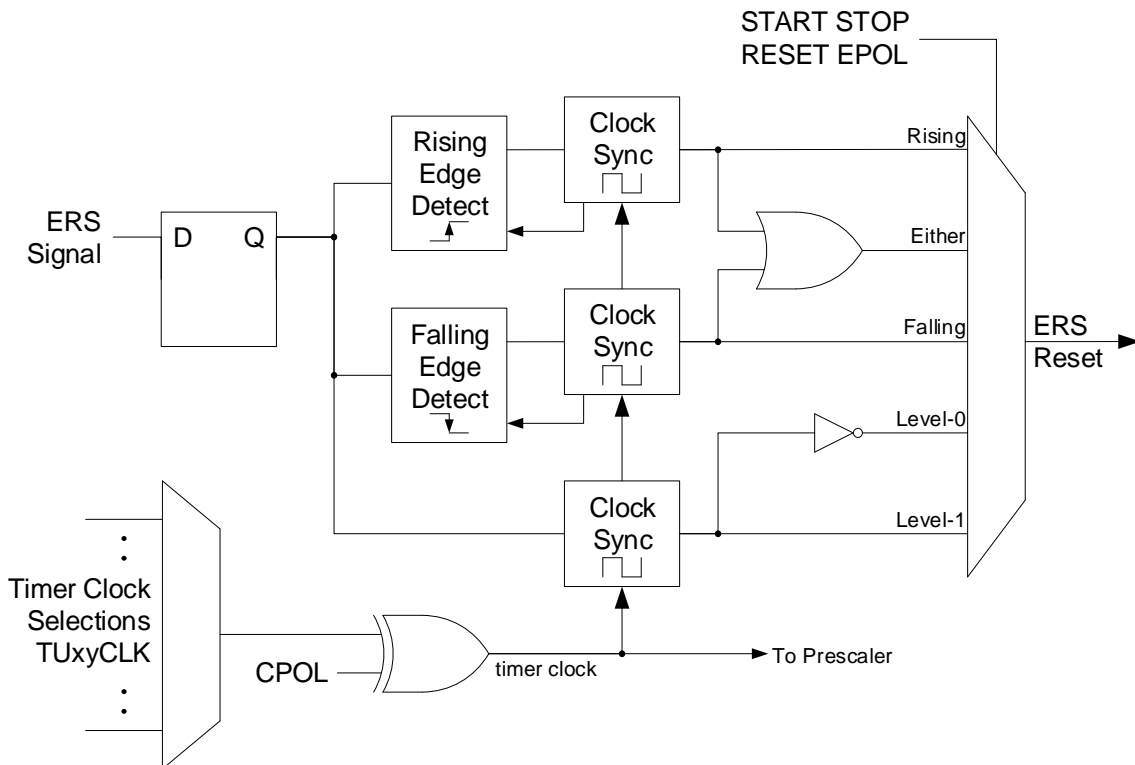 START STOP
RESET EPOL
Rising
Edge
Detect
Clock
Sync
Rising
ERS
Signal
D Q
Either
Falling
Edge
Detect
Clock
Sync
Falling
ERS
Reset
Level-0
Clock
Sync
Level-1
Timer Clock
Selections
TUxyCLK
CPOL
timer clock
To Prescaler